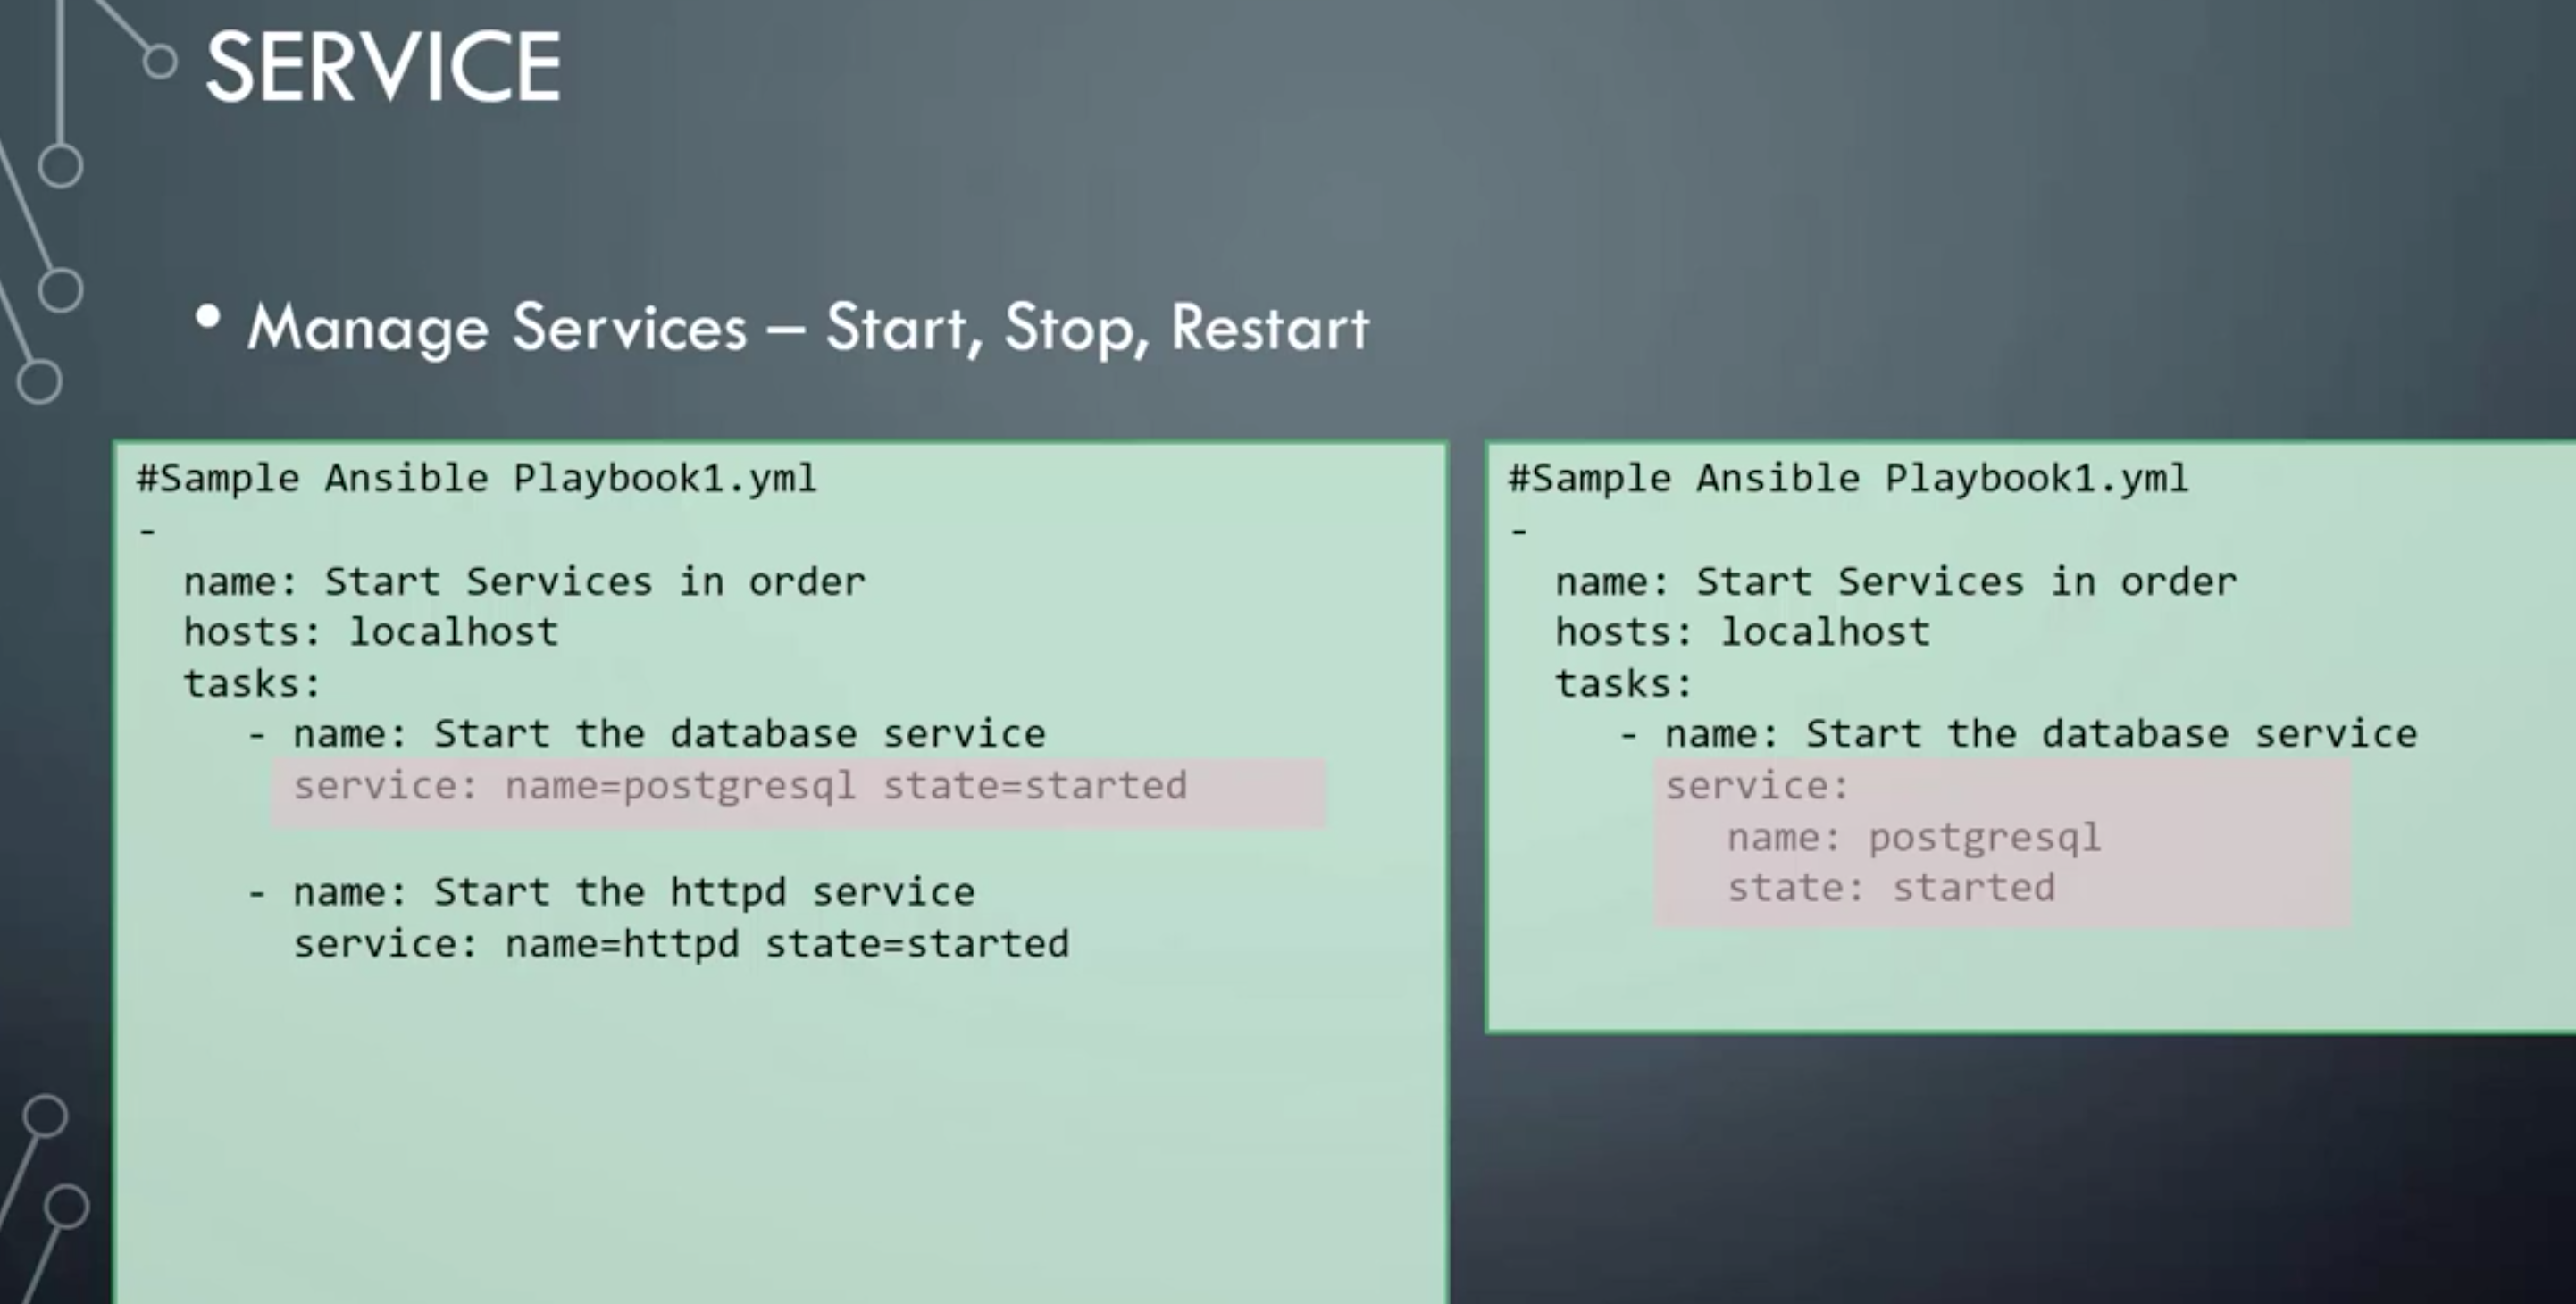 SERVICE
• Manage Services – Start, Stop, Restart
#Sample Ansible Playbook1.yml
-
name: Start Services in order
hosts: localhost
tasks:
- name: Start the database service
service: name=postgresql state=started
- name: Start the httpd service
service: name=httpd state=started
#Sample Ansible Playbook1.yml
-
name: Start Services in order
hosts: localhost
tasks:
- name: Start the database service
service:
name: postgresql
state: started